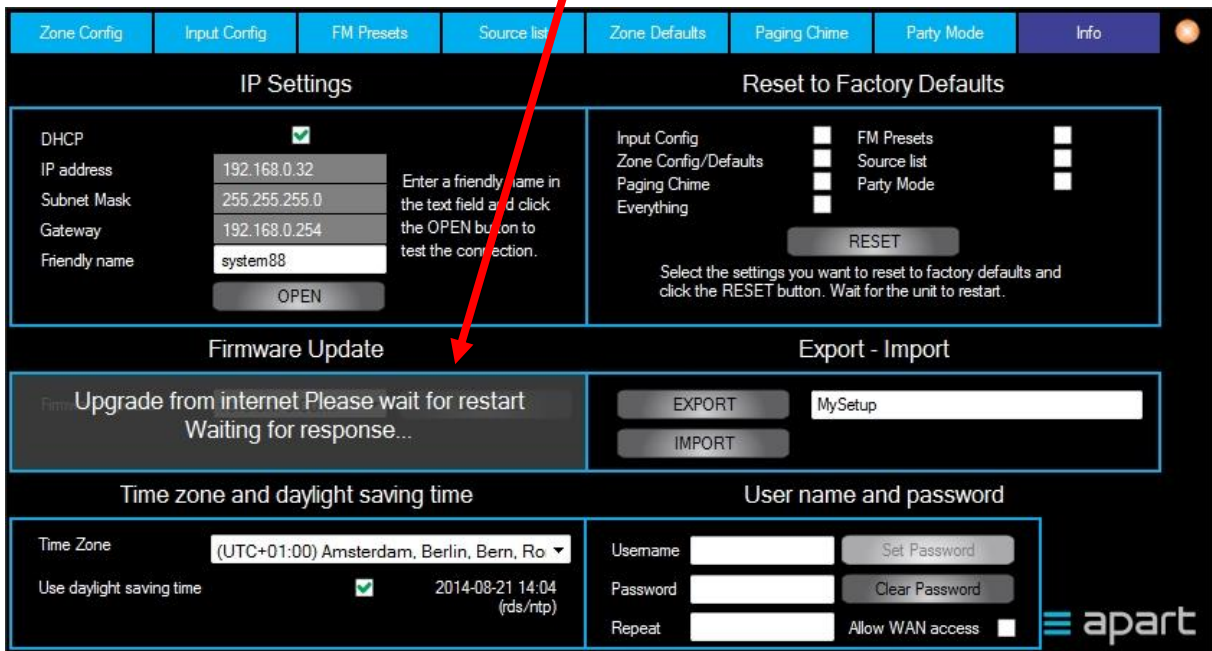 Zone Config
Input Config
FM Presets
Source list
Zone Defaults
Paging Chime
Party Mode
Info
IP Settings
DHCP
IP address
192.168.0.32
Subnet Mask
255.255.255.0
Gateway
192.168.0.254
Friendly name
system88
OPEN
Enter a friendly name in
the text field and click
the OPEN button to
test the connection.
Reset to Factory Defaults
Input Config
FM Presets
Zone Config/Defaults
Source list
Paging Chime
Party Mode
Everything
RESET
Select the settings you want to reset to factory defaults and
click the RESET button. Wait for the unit to restart.
Firmware Update
Upgrade from internet Please wait for restart
Waiting for response...
Export - Import
EXPORT
MySetup
IMPORT
Time zone and daylight saving time
Time Zone
(UTC+01:00) Amsterdam, Berlin, Bern, Ro
Use daylight saving time
2014-08-21 14:04
(rds/ntp)
User name and password
Username
Set Password
Password
Clear Password
Repeat
Allow WAN access
apart